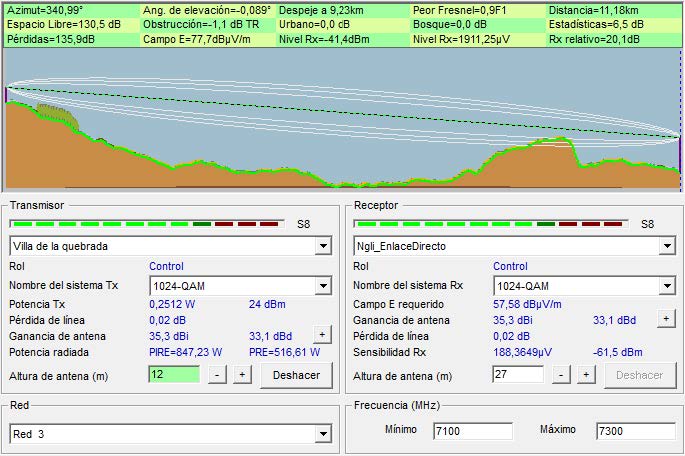 Azimut=340,99° Ang. de elevación=-0,089° Despeje a 9,23km Peor Fresnel=0,9F1 Distancia=11,18km
Espacio Libre=130,5 dB Obstrucción=-1,1 dB TR Urbano=0,0 dB Bosque=0,0 dB Estadísticas=6,5 dB
Pérdidas=135,9dB Campo E=77,7dBµV/m Nivel Rx=-41,4dBm Nivel Rx=1911,25µV Rx relativo=20,1dB
Transmisor
S8
Villa de la quebrada
Rol Control
Nombre del sistema Tx 1024-QAM
Potencia Tx 0,2512 W 24 dBm
Pérdida de línea 0,02 dB
Ganancia de antena 35,3 dBi 33,1 dBd +
Potencia radiada PIRE=847,23 W PRE=516,61 W
Altura de antena (m) 12 - + Deshacer
Receptor
S8
Ngli_EnlaceDirecto
Rol Control
Nombre del sistema Rx 1024-QAM
Campo E requerido 57,58 dBµV/m
Ganancia de antena 35,3 dBi 33,1 dBd +
Pérdida de línea 0,02 dB
Sensibilidad Rx 188,3649µV -61,5 dBm
Altura de antena (m) 27 - + Deshacer
Red
Red 3
Frecuencia (MHz)
Mínimo 7100 Máximo 7300